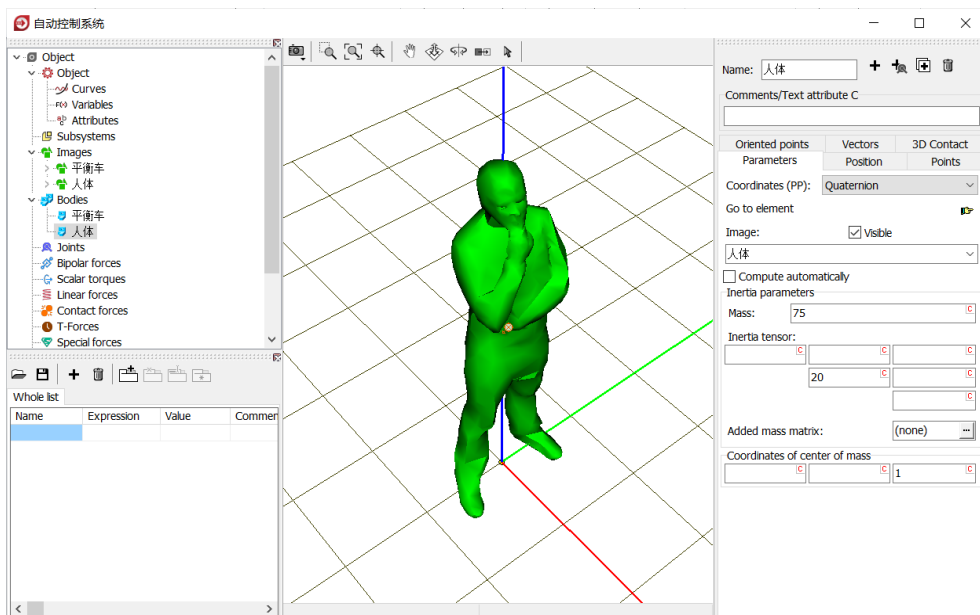 自动控制系统
Object
Object
Curves
F(x) Variables
Attributes
Subsystems
Images
平衡车
人体
Bodies
平衡车
人体
Joints
Bipolar forces
Scalar torques
Linear forces
Contact forces
T-Forces
Special forces
Whole list
Name Expression Value Commen
Name: 人体
Comments/Text attribute C
Oriented points Vectors 3D Contact
Parameters Position Points
Coordinates (PP): Quaternion
Go to element
Image: Visible
人体
Compute automatically
Inertia parameters
Mass: 75 C
Inertia tensor:
C C C
20 C C
C
Added mass matrix: (none) ...
Coordinates of center of mass
C C 1 C